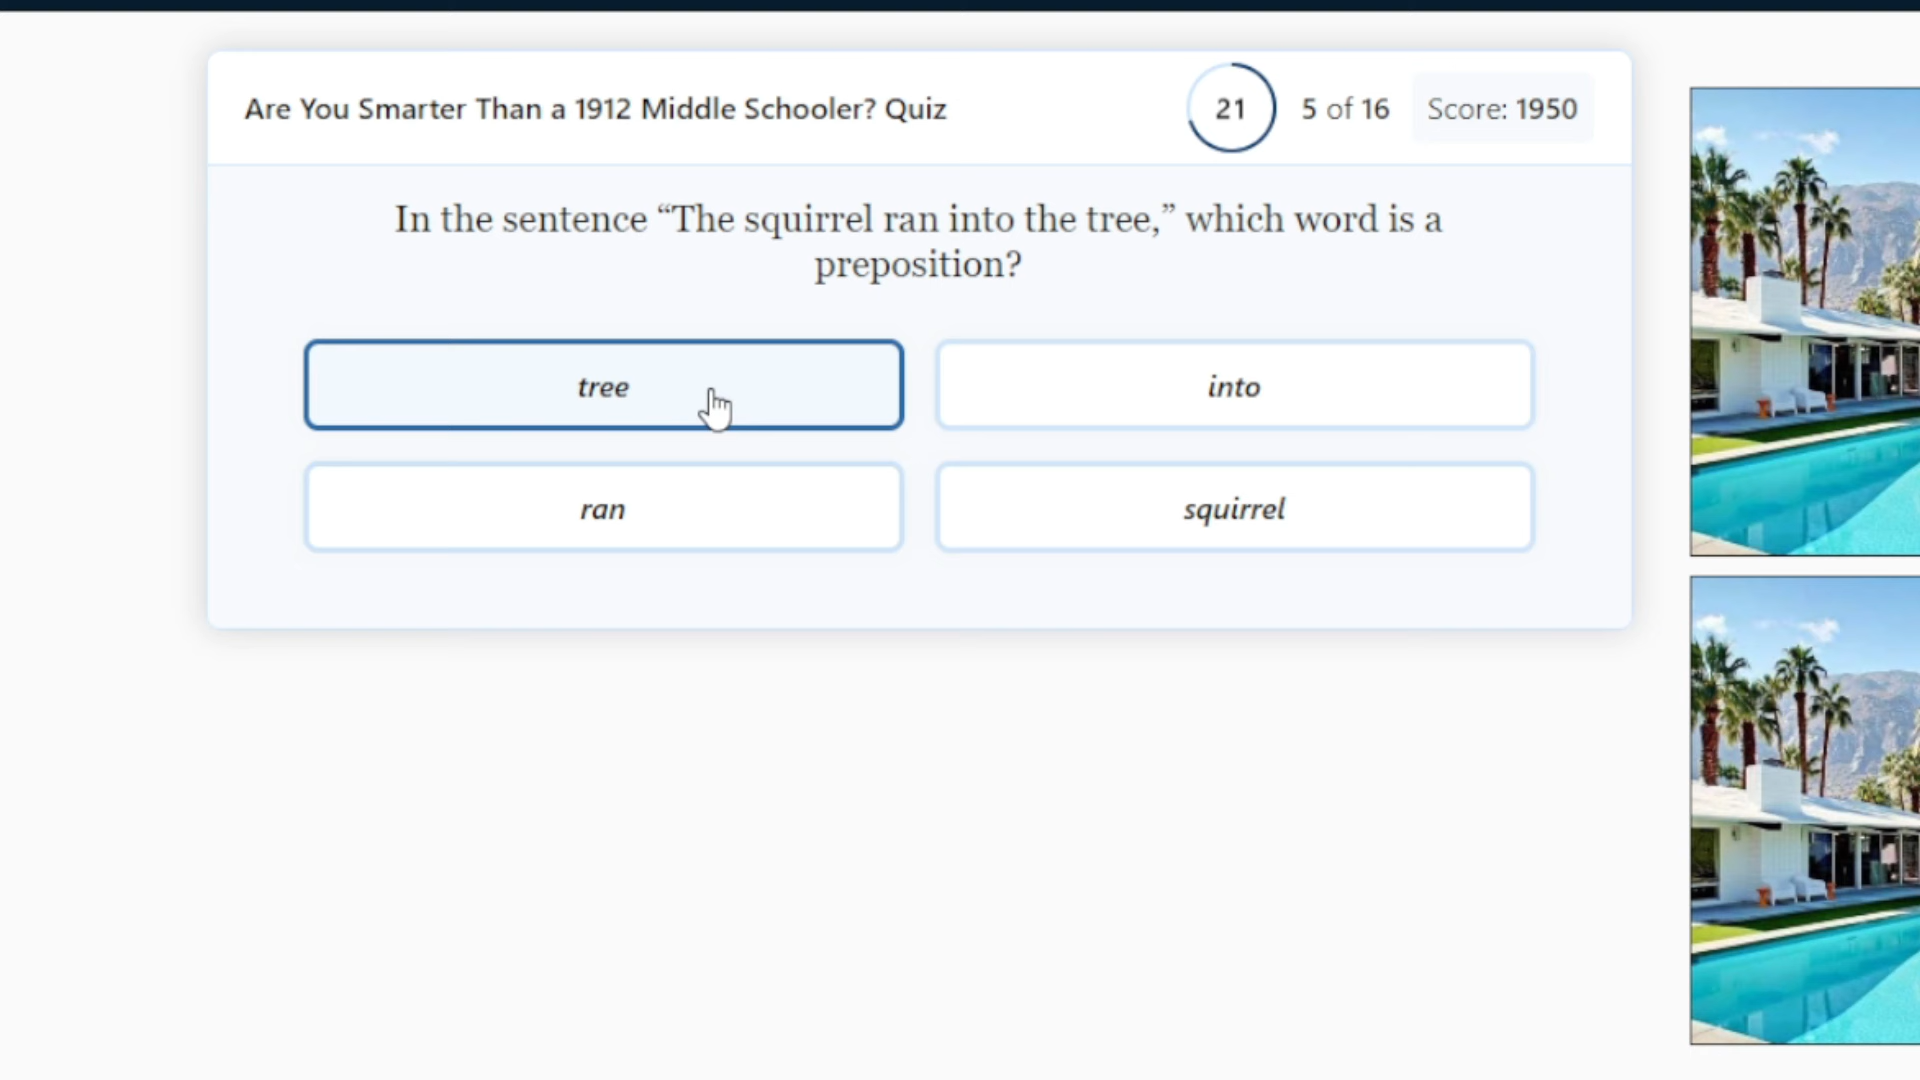 Are You Smarter Than a 1912 Middle Schooler? Quiz
21
5 of 16
Score: 1950
In the sentence “The squirrel ran into the tree,” which word is a
preposition?
tree
into
ran
squirrel